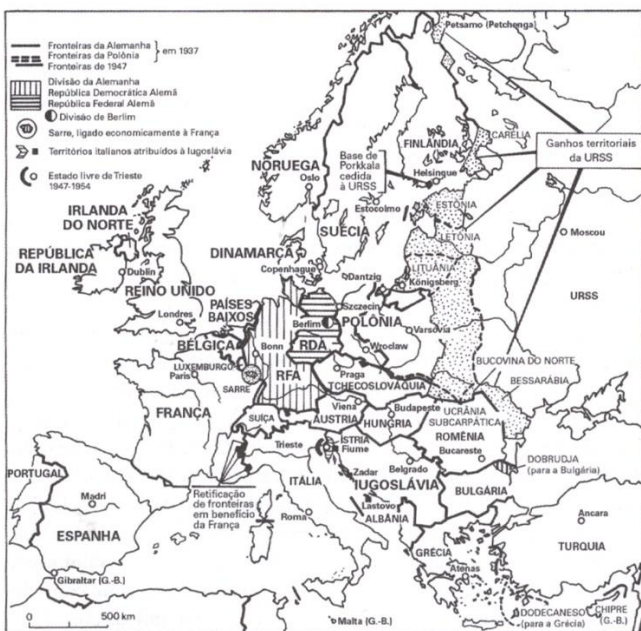 Fronteiras da Alemanha
Fronteiras da Polônia
em 1937
Fronteiras de 1947
Divisão da Alemanha
República Democrática Alemã
República Federal Alemã
Divisão de Berlim
Sarre, ligado economicamente à França
Territórios italianos atribuídos à Iugoslávia
Estado livre de Trieste
1947-1954
Petsamo (Petchenga)
CARÉLIA
Ganhos territoriais
da URSS
FINLÂNDIA
Base de
Porkkala
cedida
à URSS
Helsinque
NORUEGA
Oslo
Estocolmo
SUÉCIA
ESTÔNIA
LETÔNIA
LITUÂNIA
Moscou
IRLANDA
DO NORTE
REPÚBLICA
DA IRLANDA
Dublin
REINO UNIDO
Londres
DINAMARCA
Copenhague
Dantzig
Königsberg
URSS
PAÍSES
BAIXOS
Szczecin
Berlim
POLÔNIA
Varsóvia
BÉLGICA
Bonn
RDA
Wroclaw
LUXEMBURGO
Paris
SARRE
RFA
Praga
TCHECOSLOVÁQUIA
BUCOVINA DO NORTE
BESSARÁBIA
FRANÇA
SUÍÇA
Viena
ÁUSTRIA
Budapeste
HUNGRIA
UCRÂNIA
SUBCARPÁTICA
ROMÊNIA
Bucareste
Trieste
ÍSTRIA
Fiume
DOBRUDJA
(para a Bulgária)
PORTUGAL
Madri
ESPANHA
Retificação
de fronteiras
em benefício
da França
ITÁLIA
Zadar
Belgrado
IUGOSLÁVIA
Lastovo
BULGÁRIA
ALBÂNIA
Roma
Ancara
TURQUIA
GRÉCIA
Atenas
Gibraltar (G.-B.)
Malta (G.-B.)
DODECANESO
(para a Grécia)
CHIPRE
(G.-B.)
0 500 km